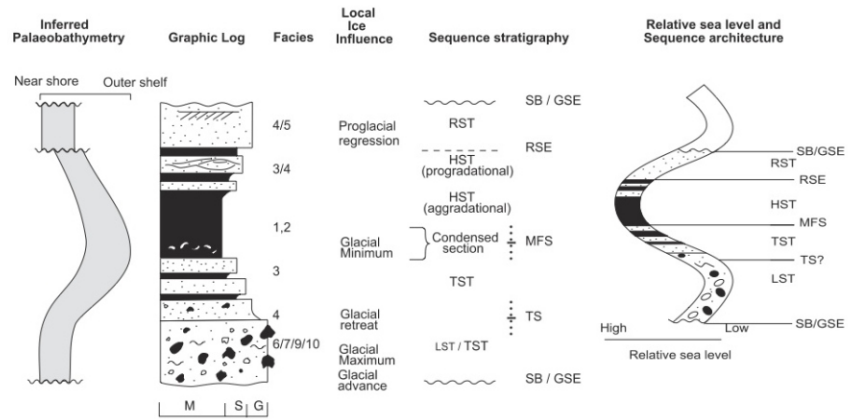 Inferred
Palaeobathymetry
Graphic Log
Facies
Local
Ice
Influence
Sequence stratigraphy
Relative sea level and
Sequence architecture
Near shore
Outer shelf
4/5
3/4
1,2
3
4
6/7/9/10
M
S
G
Proglacial
regression
Glacial
Minimum
Glacial
retreat
Glacial
Maximum
Glacial
advance
SB / GSE
RST
RSE
HST
(progradational)
HST
(aggradational)
Condensed
section
MFS
TST
TS
LST / TST
SB / GSE
SB/GSE
RST
RSE
HST
MFS
TST
TS?
LST
SB/GSE
High
Low
Relative sea level